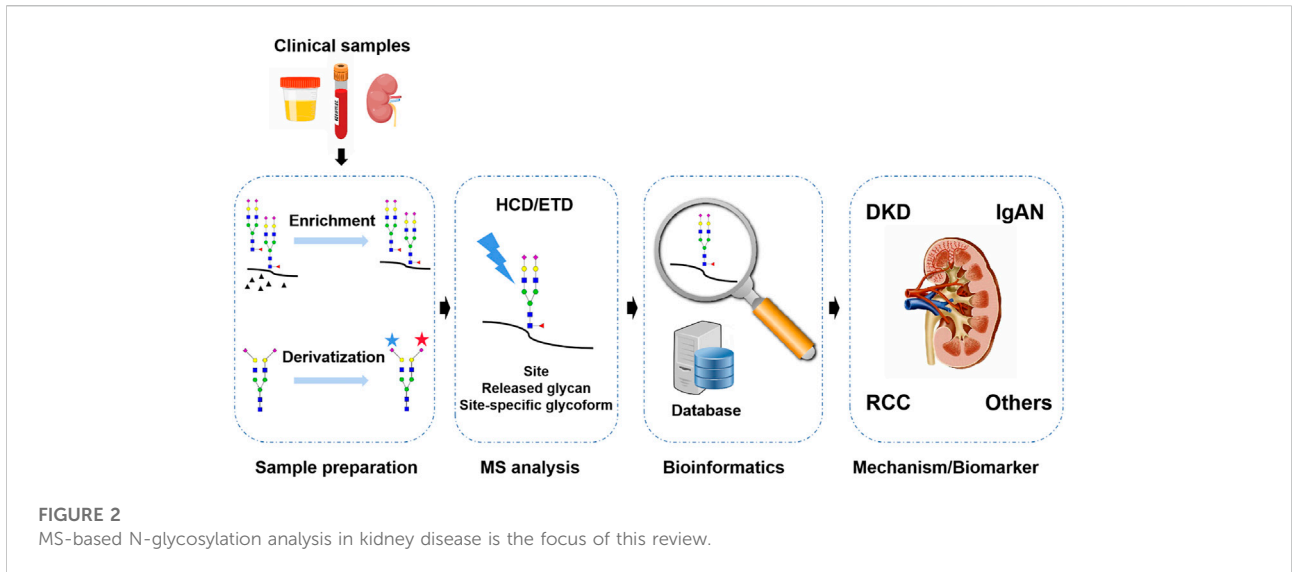 Clinical samples
Enrichment
Derivatization
Sample preparation
HCD/ETD
Site
Released glycan
Site-specific glycoform
MS analysis
Database
Bioinformatics
DKD
IgAN
RCC
Others
Mechanism/Biomarker
FIGURE 2
MS-based N-glycosylation analysis in kidney disease is the focus of this review.